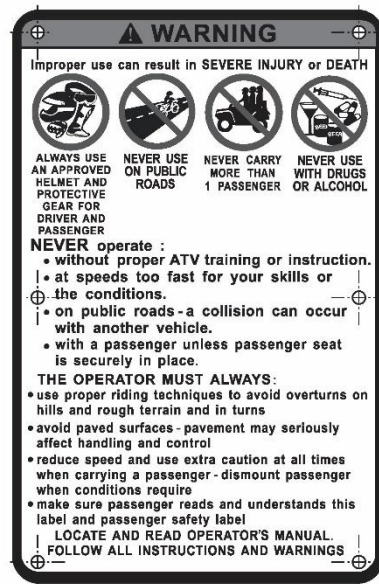 WARNING
Improper use can result in SEVERE INJURY or DEATH
ALWAYS USE
AN APPROVED
HELMET AND
PROTECTIVE
GEAR FOR
DRIVER AND
PASSENGER
NEVER USE
ON PUBLIC
ROADS
NEVER CARRY
MORE THAN
1 PASSENGER
NEVER USE
WITH DRUGS
OR ALCOHOL
NEVER operate :
• without proper ATV training or instruction.
• at speeds too fast for your skills or
the conditions.
• on public roads - a collision can occur
with another vehicle.
• with a passenger unless passenger seat
is securely in place.
THE OPERATOR MUST ALWAYS:
• use proper riding techniques to avoid overturns on
hills and rough terrain and in turns
• avoid paved surfaces - pavement may seriously
affect handling and control
• reduce speed and use extra caution at all times
when carrying a passenger - dismount passenger
when conditions require
• make sure passenger reads and understands this
label and passenger safety label
LOCATE AND READ OPERATOR'S MANUAL.
FOLLOW ALL INSTRUCTIONS AND WARNINGS